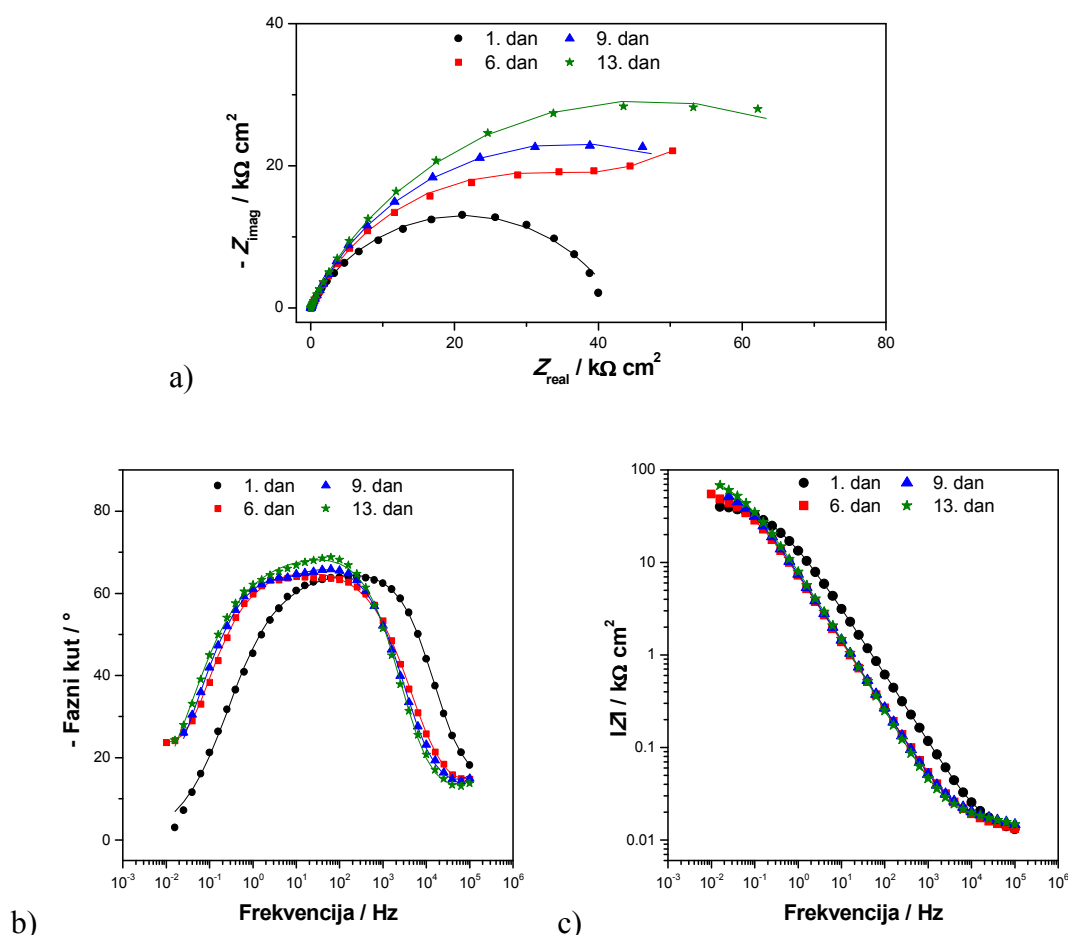 40
1. dan 9. dan
6. dan 13. dan
20
0
- Zimag / kΩ cm²
0 20 40 60 80
Zreal / kΩ cm²
a)
1. dan 9. dan
6. dan 13. dan
80
60
40
20
0
- Fazni kut / °
10⁻³ 10⁻² 10⁻¹ 10⁰ 10¹ 10² 10³ 10⁴ 10⁵ 10⁶
Frekvencija / Hz
b)
1. dan 9. dan
6. dan 13. dan
100
10
1
0.1
0.01
|Z| / kΩ cm²
10⁻³ 10⁻² 10⁻¹ 10⁰ 10¹ 10² 10³ 10⁴ 10⁵ 10⁶
Frekvencija / Hz
c)